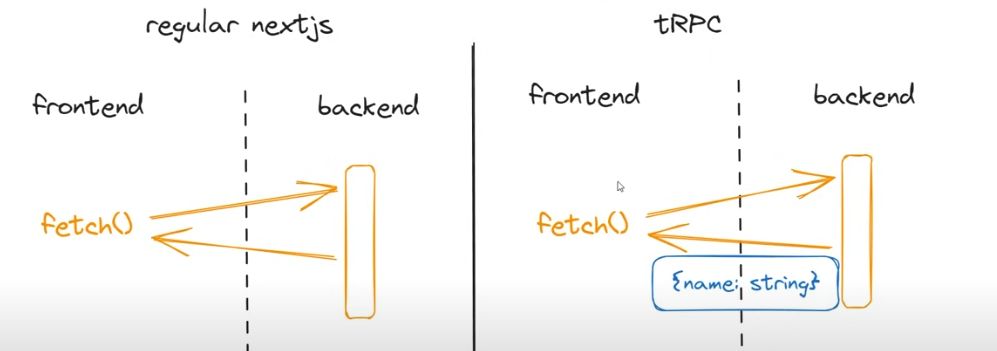 regular nextjs
frontend
backend
fetch()
tRPC
frontend
backend
fetch()
{name: string}